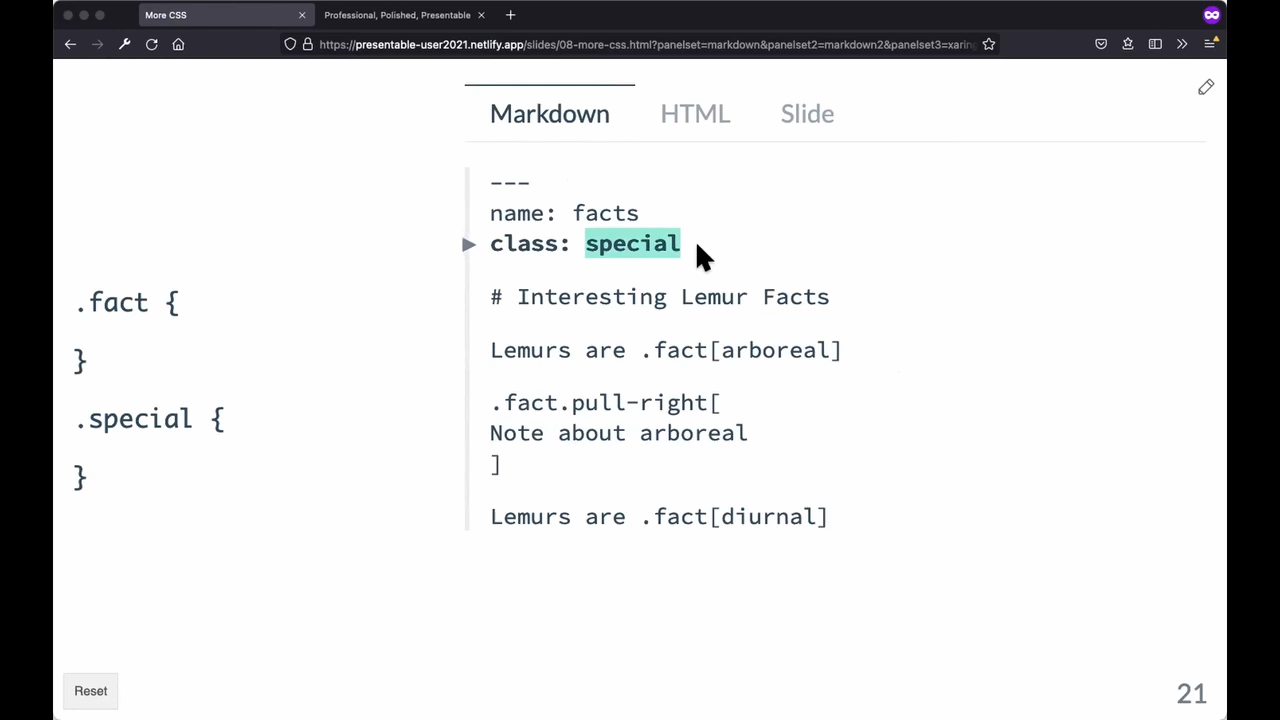 More CSS
Professional, Polished, Presentable
https://presentable-user2021.netlify.app/slides/08-more-css.html?panelset=markdown&panelset2=markdown2&panelset3=xaring
Markdown HTML Slide
---
name: facts
class: special
# Interesting Lemur Facts
Lemurs are .fact[arboreal]
.fact.pull-right[
Note about arboreal
]
Lemurs are .fact[diurnal]
.fact {
}
.special {
}
Reset
21